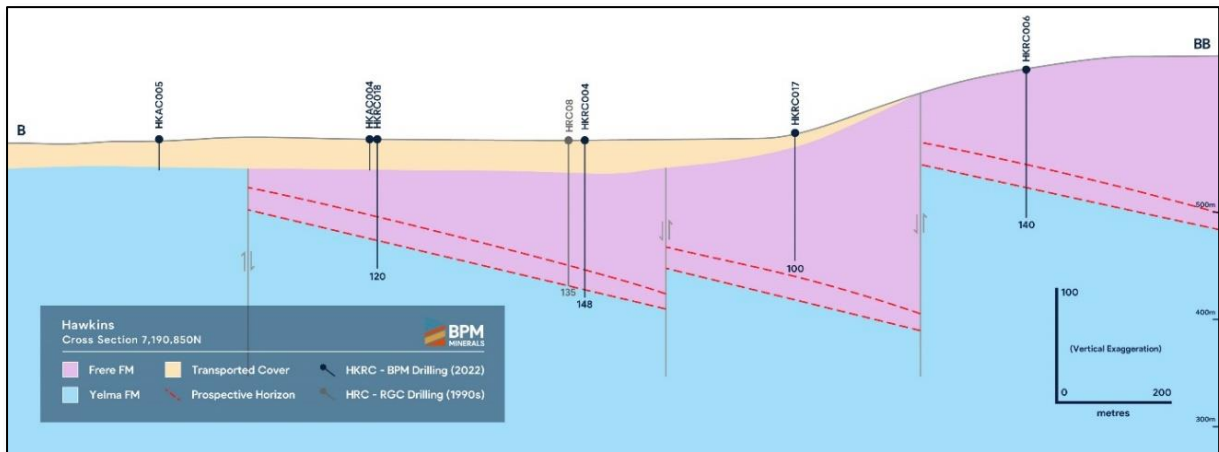 B
BB
HKAC005
HKAC004
HKRC018
HRC08
HKRC004
HKRC017
HKRC006
120
135
148
100
140
500m
400m
300m
Hawkins
Cross Section 7,190,850N
BPM
MINERALS
Frere FM
Transported Cover
HKRC - BPM Drilling (2022)
Yelma FM
Prospective Horizon
HRC - RGC Drilling (1990s)
100
(Vertical Exaggeration)
0
200
metres